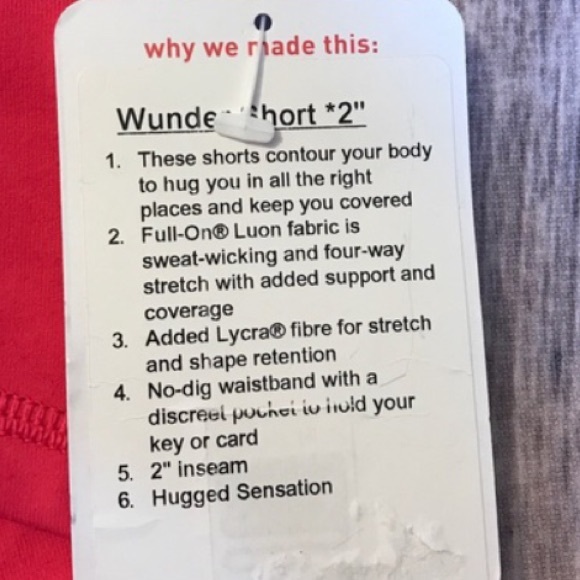 why we made this:
Wunde hort *2"
1. These shorts contour your body
to hug you in all the right
places and keep you covered
2. Full-On® Luon fabric is
sweat-wicking and four-way
stretch with added support and
coverage
3. Added Lycra® fibre for stretch
and shape retention
4. No-dig waistband with a
discreet pocket to hold your
key or card
5. 2" inseam
6. Hugged Sensation